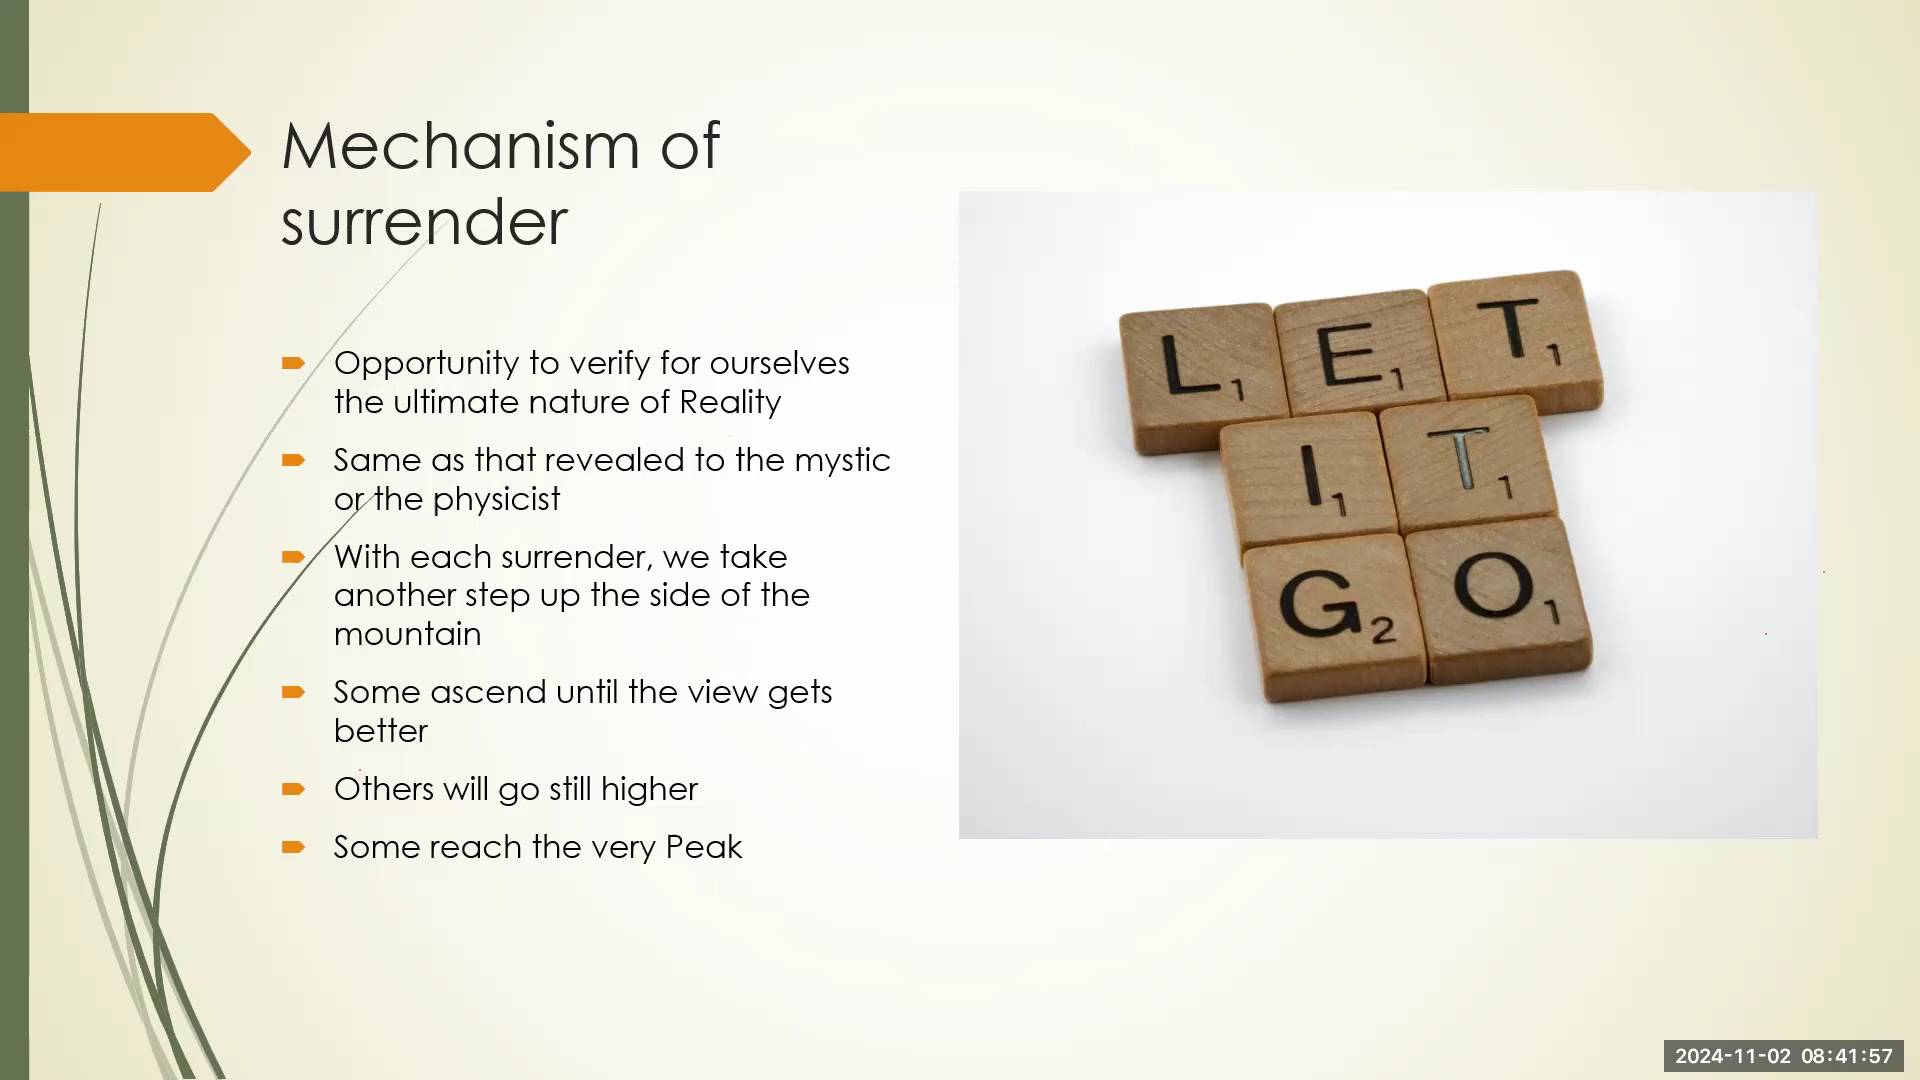 Mechanism of
surrender
Opportunity to verify for ourselves
the ultimate nature of Reality
Same as that revealed to the mystic
or the physicist
With each surrender, we take
another step up the side of the
mountain
Some ascend until the view gets
better
Others will go still higher
Some reach the very Peak
L1 E1 T1
I1 T1
G2 O1
2024-11-02 08:41:57